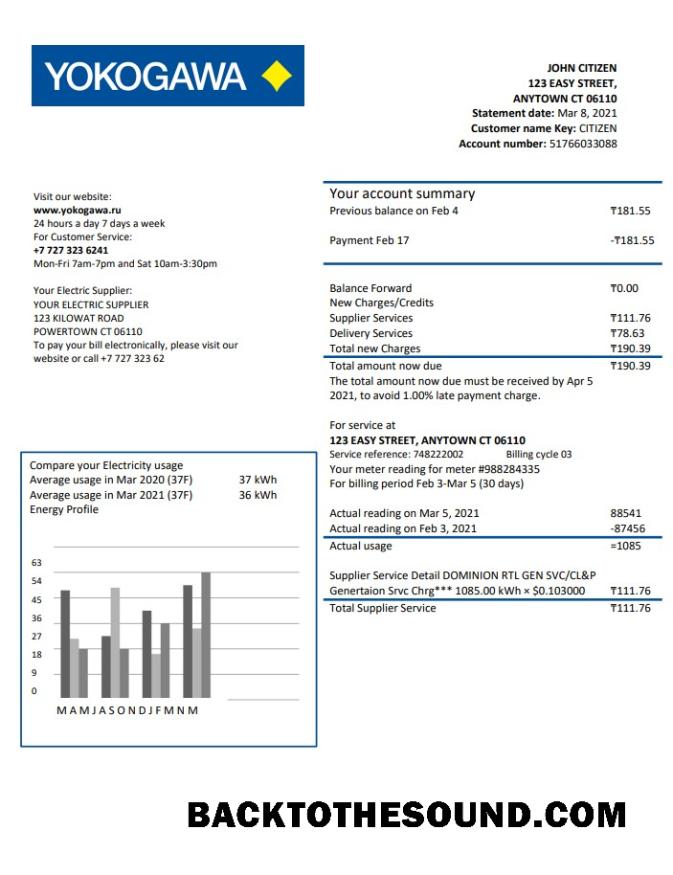 YOKOGAWA
JOHN CITIZEN
123 EASY STREET,
ANYTOWN CT 06110
Statement date: Mar 8, 2021
Customer name Key: CITIZEN
Account number: 51766033088
Visit our website:
www.yokogawa.ru
24 hours a day 7 days a week
For Customer Service:
+7 727 323 6241
Mon-Fri 7am-7pm and Sat 10am-3:30pm
Your Electric Supplier:
YOUR ELECTRIC SUPPLIER
123 KILOWAT ROAD
POWERTOWN CT 06110
To pay your bill electronically, please visit our
website or call +7 727 323 62
Your account summary
Previous balance on Feb 4 ₸181.55
Payment Feb 17 -₸181.55
Balance Forward ₸0.00
New Charges/Credits
Supplier Services ₸111.76
Delivery Services ₸78.63
Total new Charges ₸190.39
Total amount now due ₸190.39
The total amount now due must be received by Apr 5
2021, to avoid 1.00% late payment charge.
For service at
123 EASY STREET, ANYTOWN CT 06110
Service reference: 748222002 Billing cycle 03
Your meter reading for meter #988284335
For billing period Feb 3-Mar 5 (30 days)
Actual reading on Mar 5, 2021 88541
Actual reading on Feb 3, 2021 -87456
Actual usage =1085
Supplier Service Detail DOMINION RTL GEN SVC/CL&P
Genertaion Srvc Chrg*** 1085.00 kWh × $0.103000 ₸111.76
Total Supplier Service ₸111.76
Compare your Electricity usage
Average usage in Mar 2020 (37F) 37 kWh
Average usage in Mar 2021 (37F) 36 kWh
Energy Profile
63
54
45
36
27
18
9
0
M A M J A S O N D J F M N M
BACKTOTHESOUND.COM